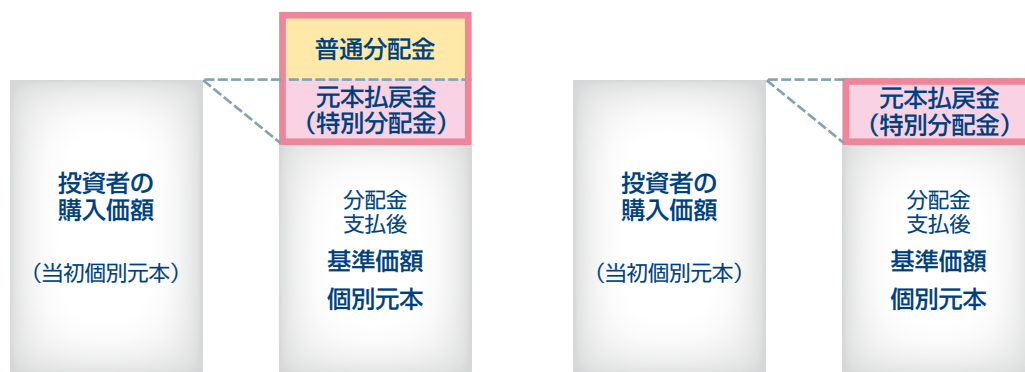 普通分配金
元本払戻金
（特別分配金）
投資者の
購入価額
（当初個別元本）
分配金
支払後
基準価額
個別元本
元本払戻金
（特別分配金）
投資者の
購入価額
（当初個別元本）
分配金
支払後
基準価額
個別元本